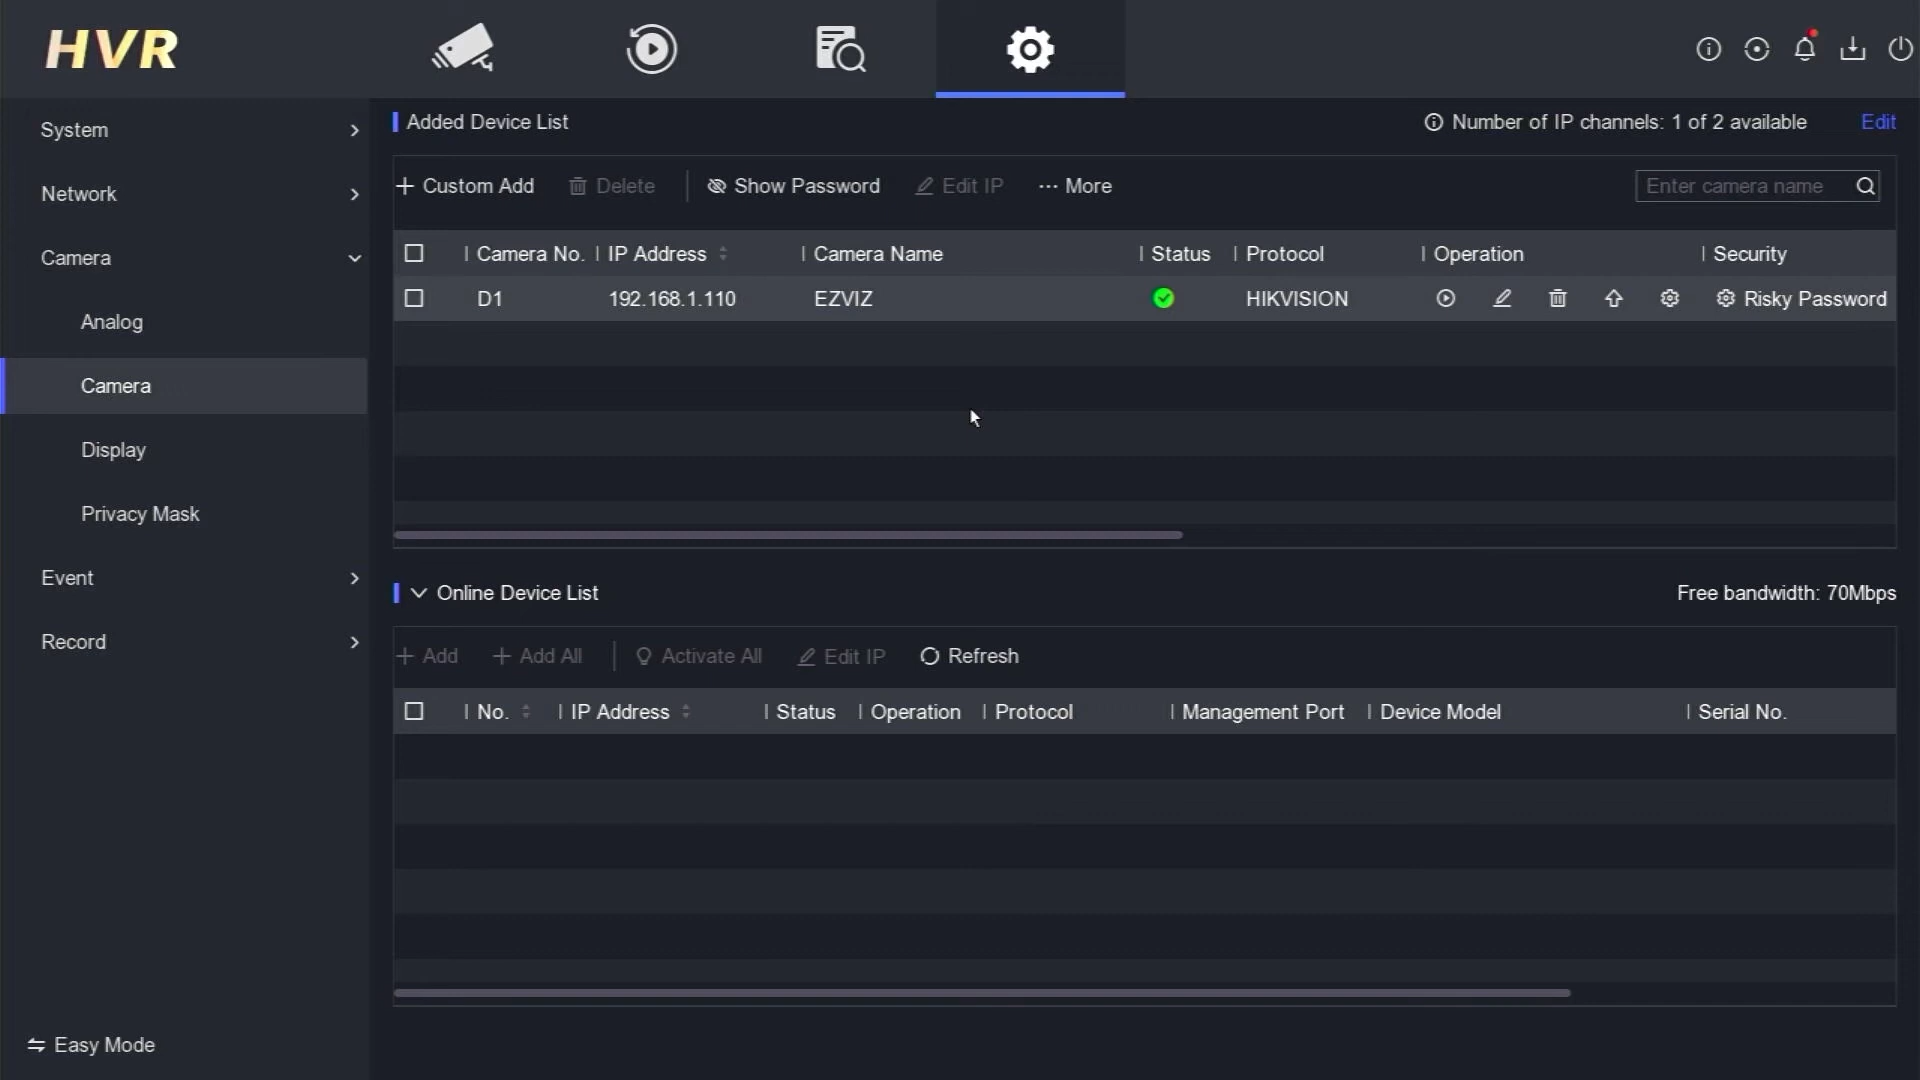 HVR
System
Network
Camera
Analog
Camera
Display
Privacy Mask
Event
Record
Easy Mode
Added Device List
Number of IP channels: 1 of 2 available Edit
Custom Add Delete Show Password Edit IP ··· More Enter camera name
Camera No. IP Address Camera Name Status Protocol Operation Security
D1 192.168.1.110 EZVIZ HIKVISION Risky Password
Online Device List Free bandwidth: 70Mbps
Add Add All Activate All Edit IP Refresh
No. IP Address Status Operation Protocol Management Port Device Model Serial No.